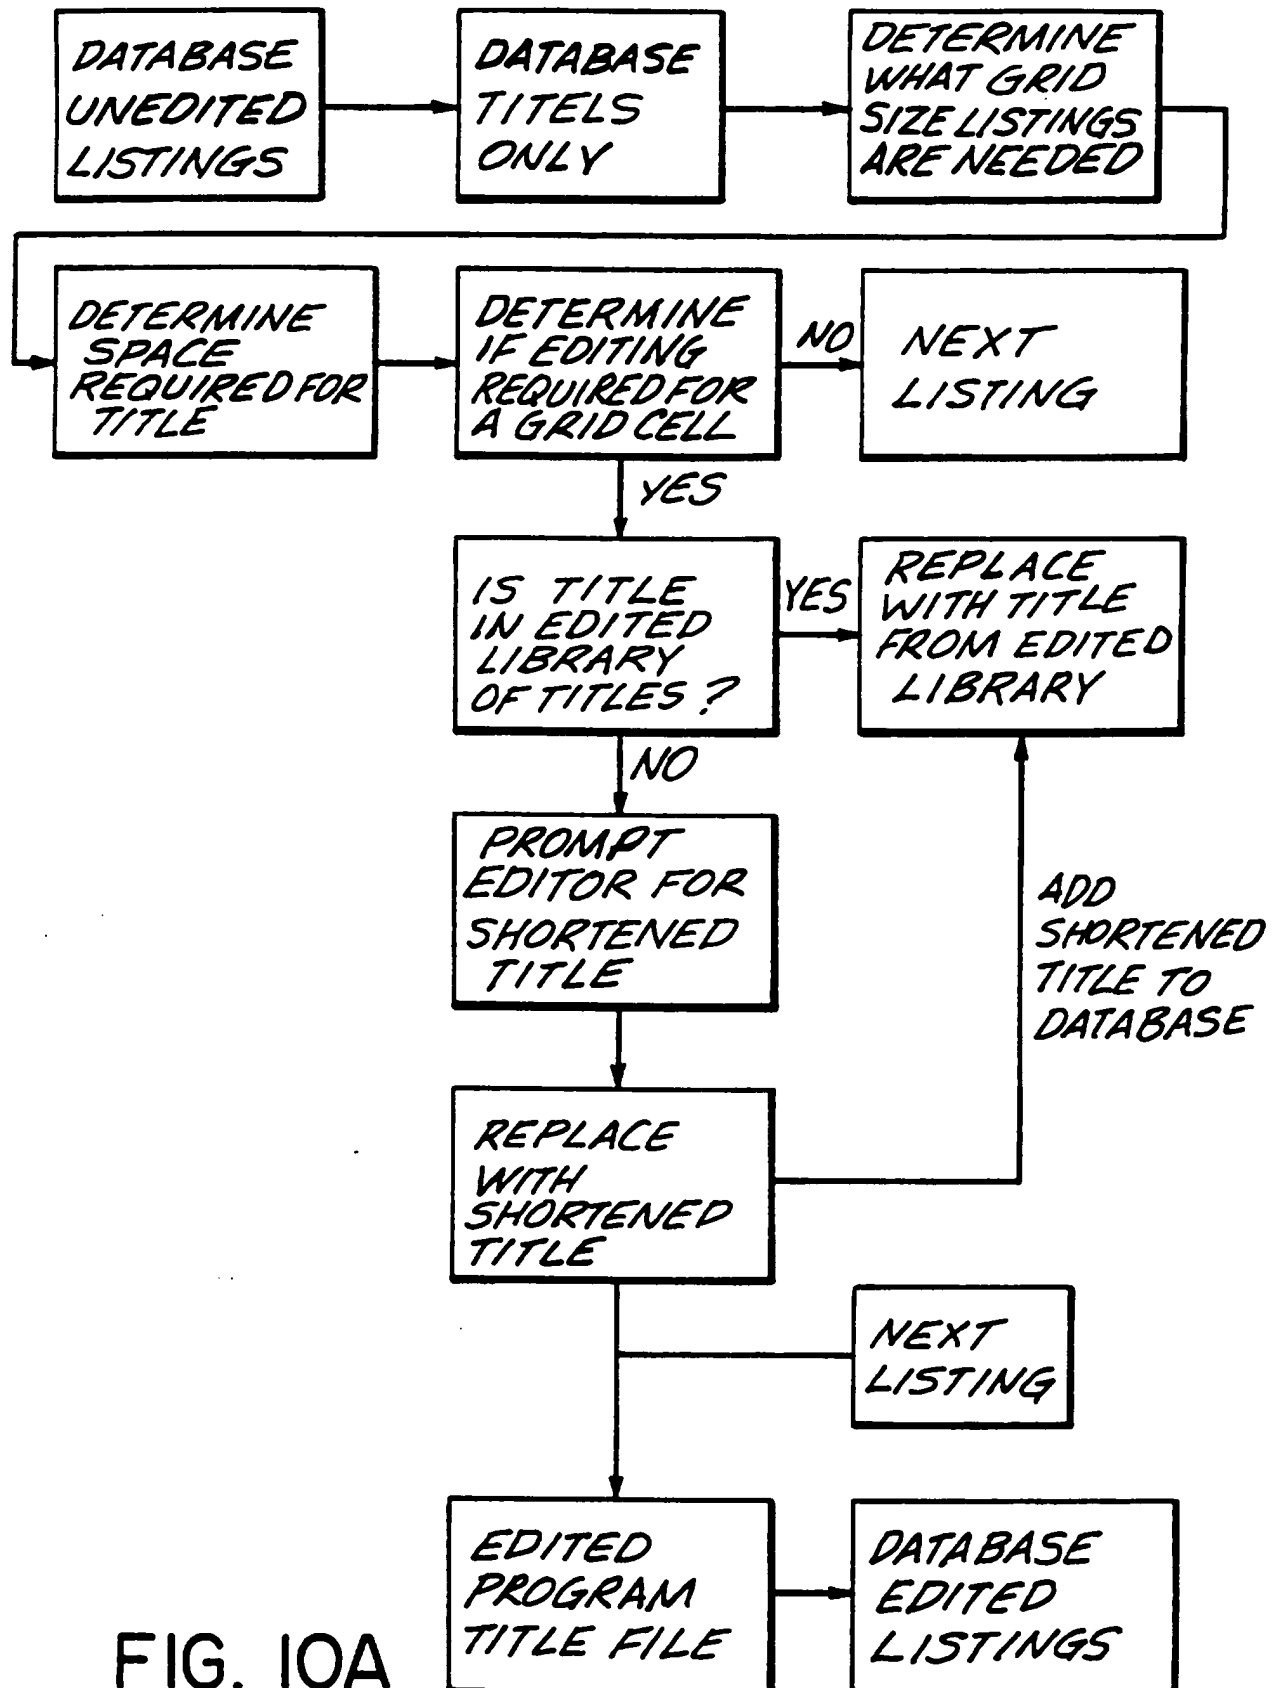 DATABASE
UNEDITED
LISTINGS
DATABASE
TITELS
ONLY
DETERMINE
WHAT GRID
SIZE LISTINGS
ARE NEEDED
DETERMINE
SPACE
REQUIRED FOR
TITLE
DETERMINE
IF EDITING
REQUIRED FOR
A GRID CELL
NO
NEXT
LISTING
YES
IS TITLE
IN EDITED
LIBRARY
OF TITLES?
YES
REPLACE
WITH TITLE
FROM EDITED
LIBRARY
NO
PROMPT
EDITOR FOR
SHORTENED
TITLE
ADD
SHORTENED
TITLE TO
DATABASE
REPLACE
WITH
SHORTENED
TITLE
NEXT
LISTING
EDITED
PROGRAM
TITLE FILE
DATABASE
EDITED
LISTINGS
FIG. 10A